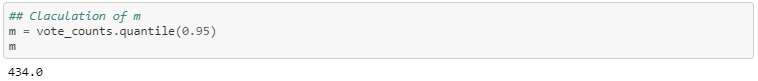 ## Claculation of m
m = vote_counts.quantile(0.95)
m
434.0